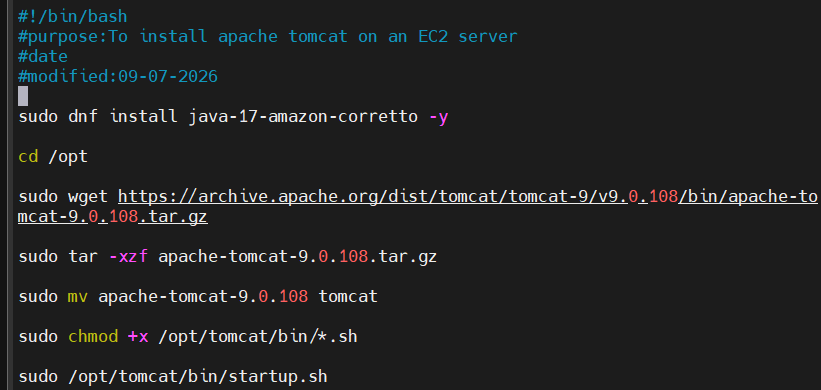 #!/bin/bash
#purpose:To install apache tomcat on an EC2 server
#date
#modified:09-07-2026
sudo dnf install java-17-amazon-corretto -y
cd /opt
sudo wget https://archive.apache.org/dist/tomcat/tomcat-9/v9.0.108/bin/apache-to
mcat-9.0.108.tar.gz
sudo tar -xzf apache-tomcat-9.0.108.tar.gz
sudo mv apache-tomcat-9.0.108 tomcat
sudo chmod +x /opt/tomcat/bin/*.sh
sudo /opt/tomcat/bin/startup.sh